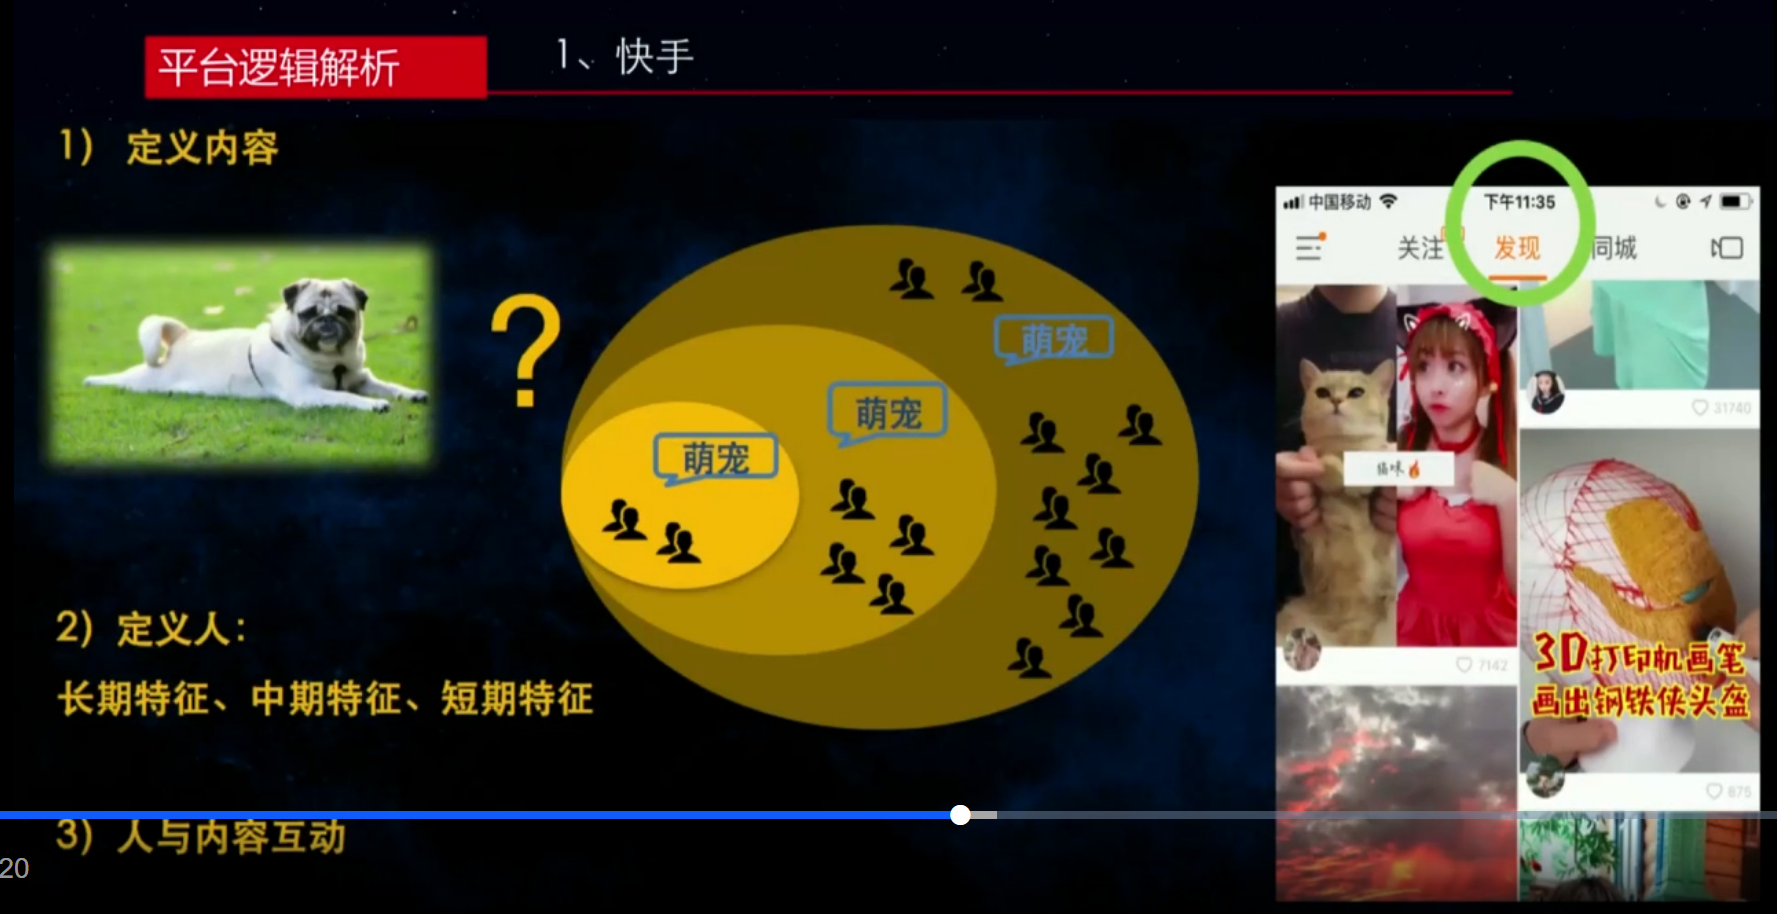 平台逻辑解析
1、快手
1） 定义内容
?
萌宠
萌宠
萌宠
2）定义人：
长期特征、中期特征、短期特征
3）人与内容互动
20
中国移动
下午11:35
关注
发现
同城
31740
猫咪
7142
3D打印机画笔
画出钢铁侠头盔
875